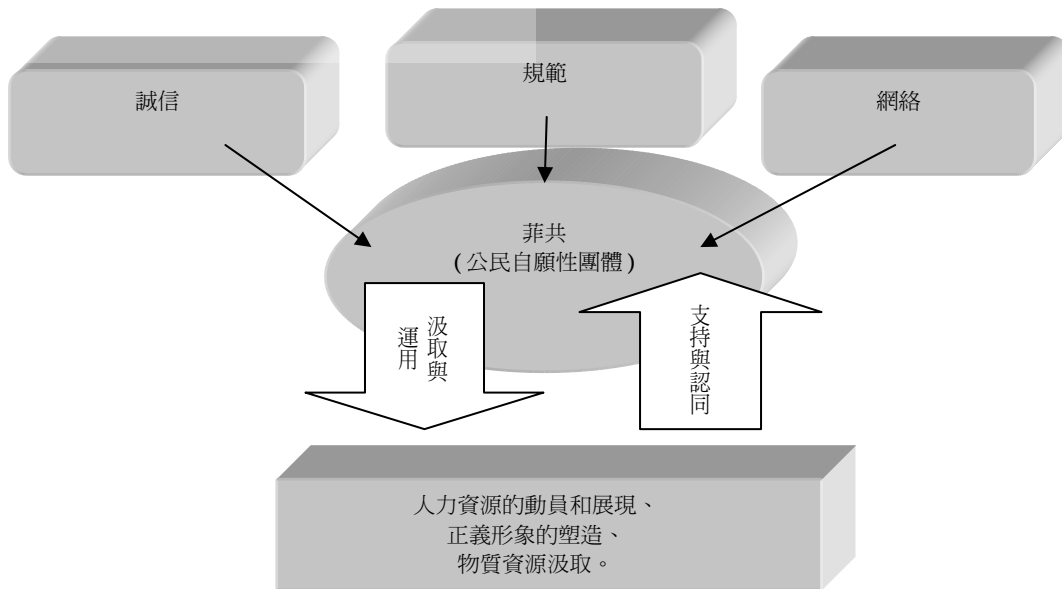 誠信
規範
網絡
菲共
(公民自願性團體)
汲取與
運用
支持與認同
人力資源的動員和展現、
正義形象的塑造、
物質資源汲取。